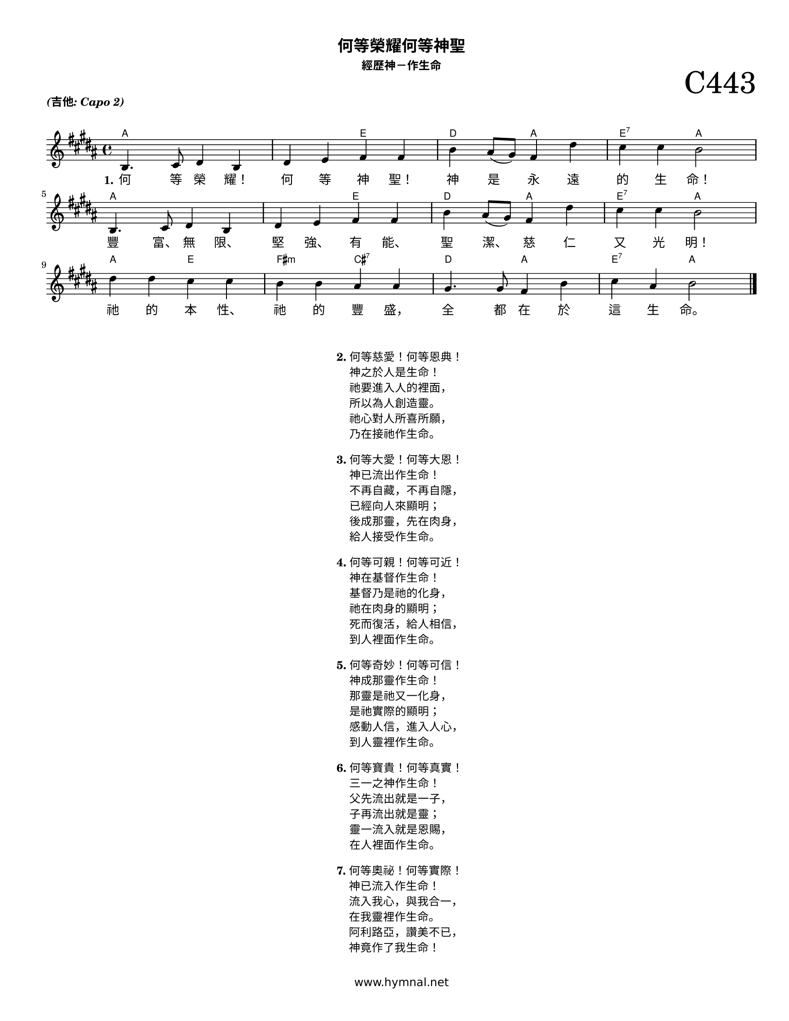 何等榮耀何等神聖
經歷神－作生命
C443
(吉他: Capo 2)
A E D A E7 A
1. 何 等 榮 耀！ 何 等 神 聖！ 神 是 永 遠 的 生 命！
5
A E D A E7 A
豐 富、 無 限、 堅 強、 有 能、 聖 潔、 慈 仁 又 光 明！
9
A E F♯m C♯7 D A E7 A
祂 的 本 性、 祂 的 豐 盛， 全 都 在 於 這 生 命。
2. 何等慈愛！何等恩典！
神之於人是生命！
祂要進入人的裡面，
所以為人創造靈。
祂心對人所喜所願，
乃在接祂作生命。
3. 何等大愛！何等大恩！
神已流出作生命！
不再自藏，不再自隱，
已經向人來顯明；
後成那靈，先在肉身，
給人接受作生命。
4. 何等可親！何等可近！
神在基督作生命！
基督乃是祂的化身，
祂在肉身的顯明；
死而復活，給人相信，
到人裡面作生命。
5. 何等奇妙！何等可信！
神成那靈作生命！
那靈是祂又一化身，
是祂實際的顯明；
感動人信，進入人心，
到人靈裡作生命。
6. 何等寶貴！何等真實！
三一之神作生命！
父先流出就是一子，
子再流出就是靈；
靈一流入就是恩賜，
在人裡面作生命。
7. 何等奧祕！何等實際！
神已流入作生命！
流入我心，與我合一，
在我靈裡作生命。
阿利路亞，讚美不已，
神竟作了我生命！
www.hymnal.net